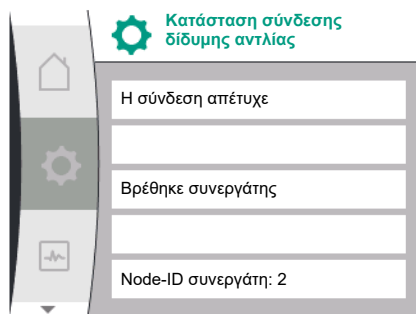 Κατάσταση σύνδεσης
δίδυμης αντλίας
Η σύνδεση απέτυχε
Βρέθηκε συνεργάτης
Node-ID συνεργάτη: 2